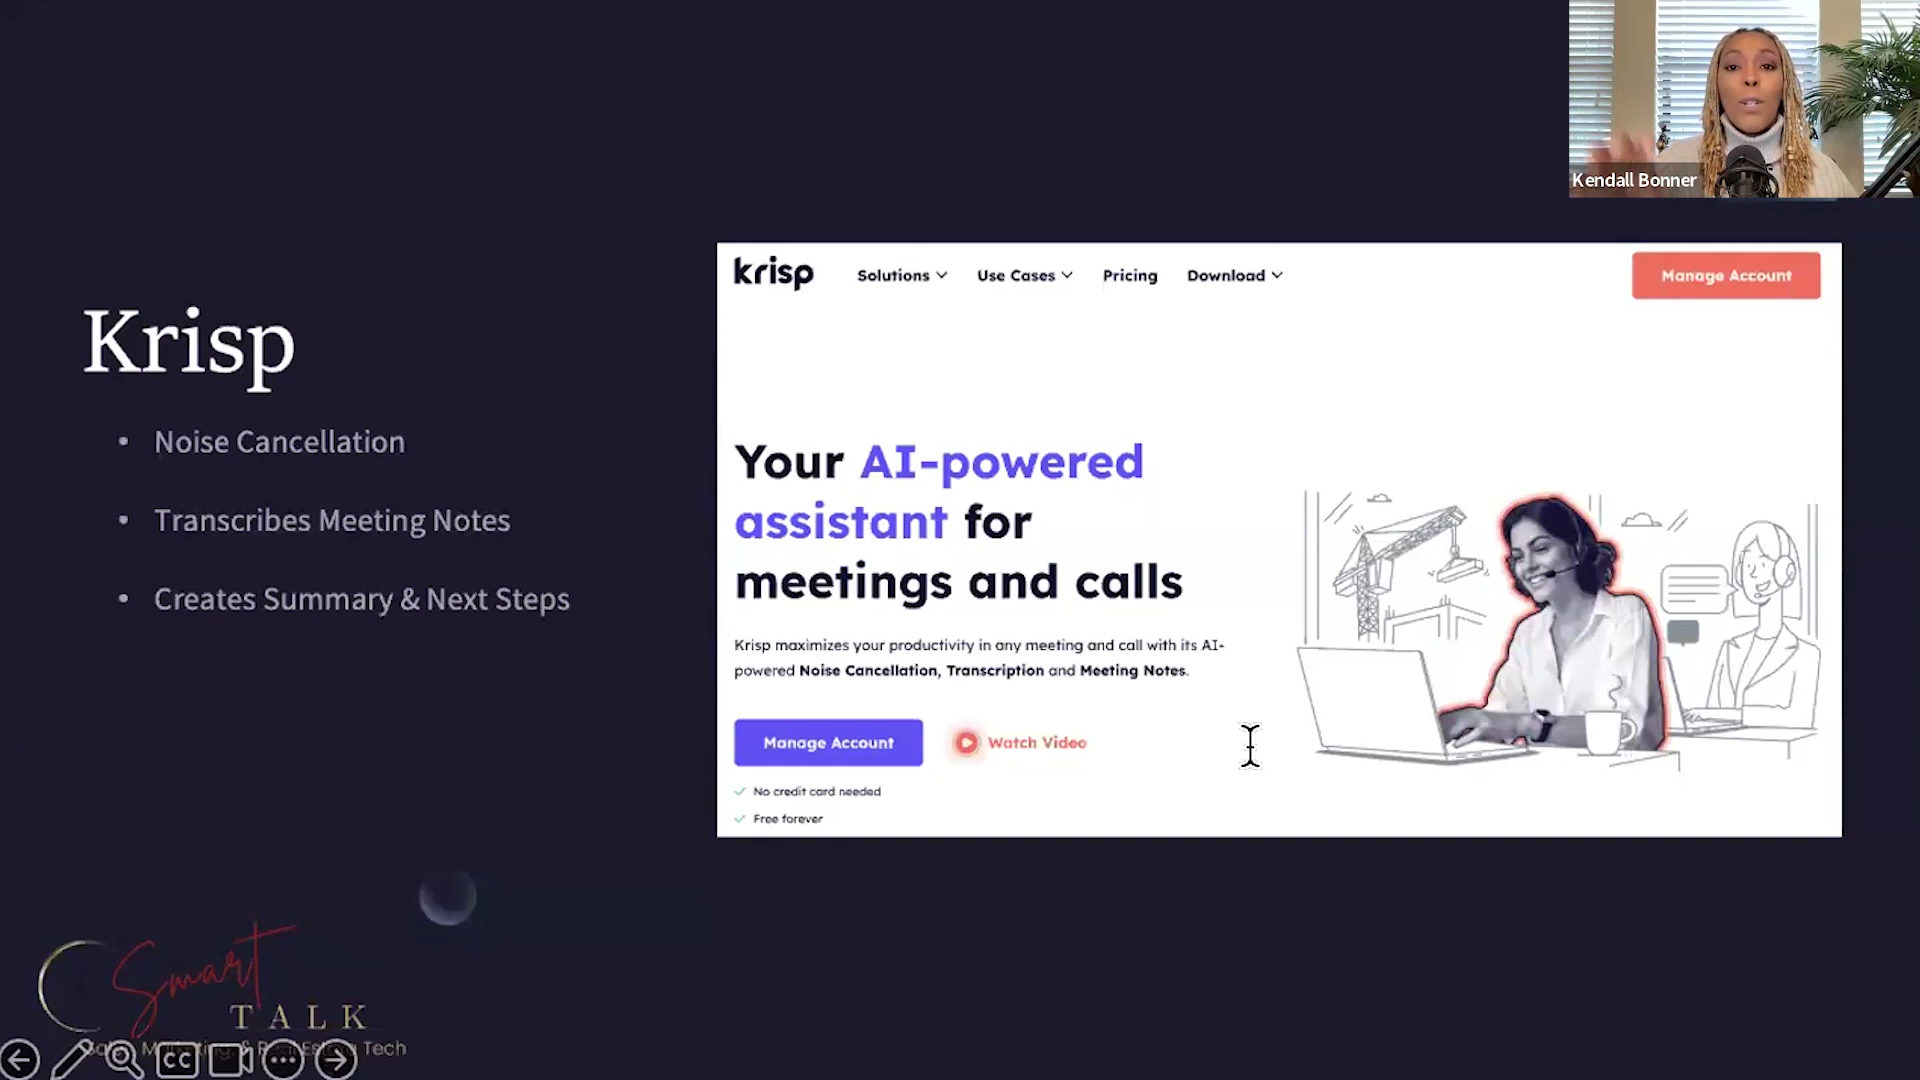 Kendall Bonner
krisp
Solutions
Use Cases
Pricing
Download
Manage Account
Krisp
• Noise Cancellation
• Transcribes Meeting Notes
• Creates Summary & Next Steps
Your AI-powered
assistant for
meetings and calls
Krisp maximizes your productivity in any meeting and call with its AI-
powered Noise Cancellation, Transcription and Meeting Notes.
Manage Account
Watch Video
No credit card needed
Free forever
Smart
TALK
Tech
CC